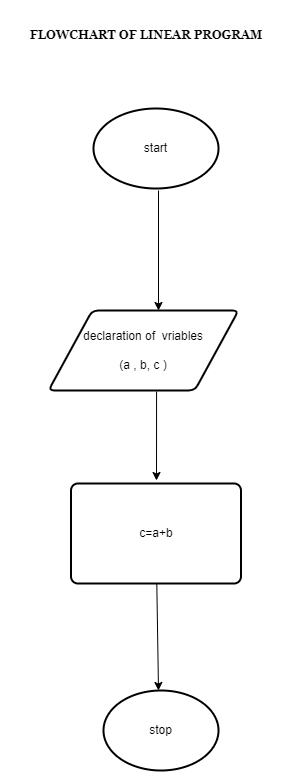 FLOWCHART OF LINEAR PROGRAM
start
declaration of vriables
(a , b, c )
c=a+b
stop